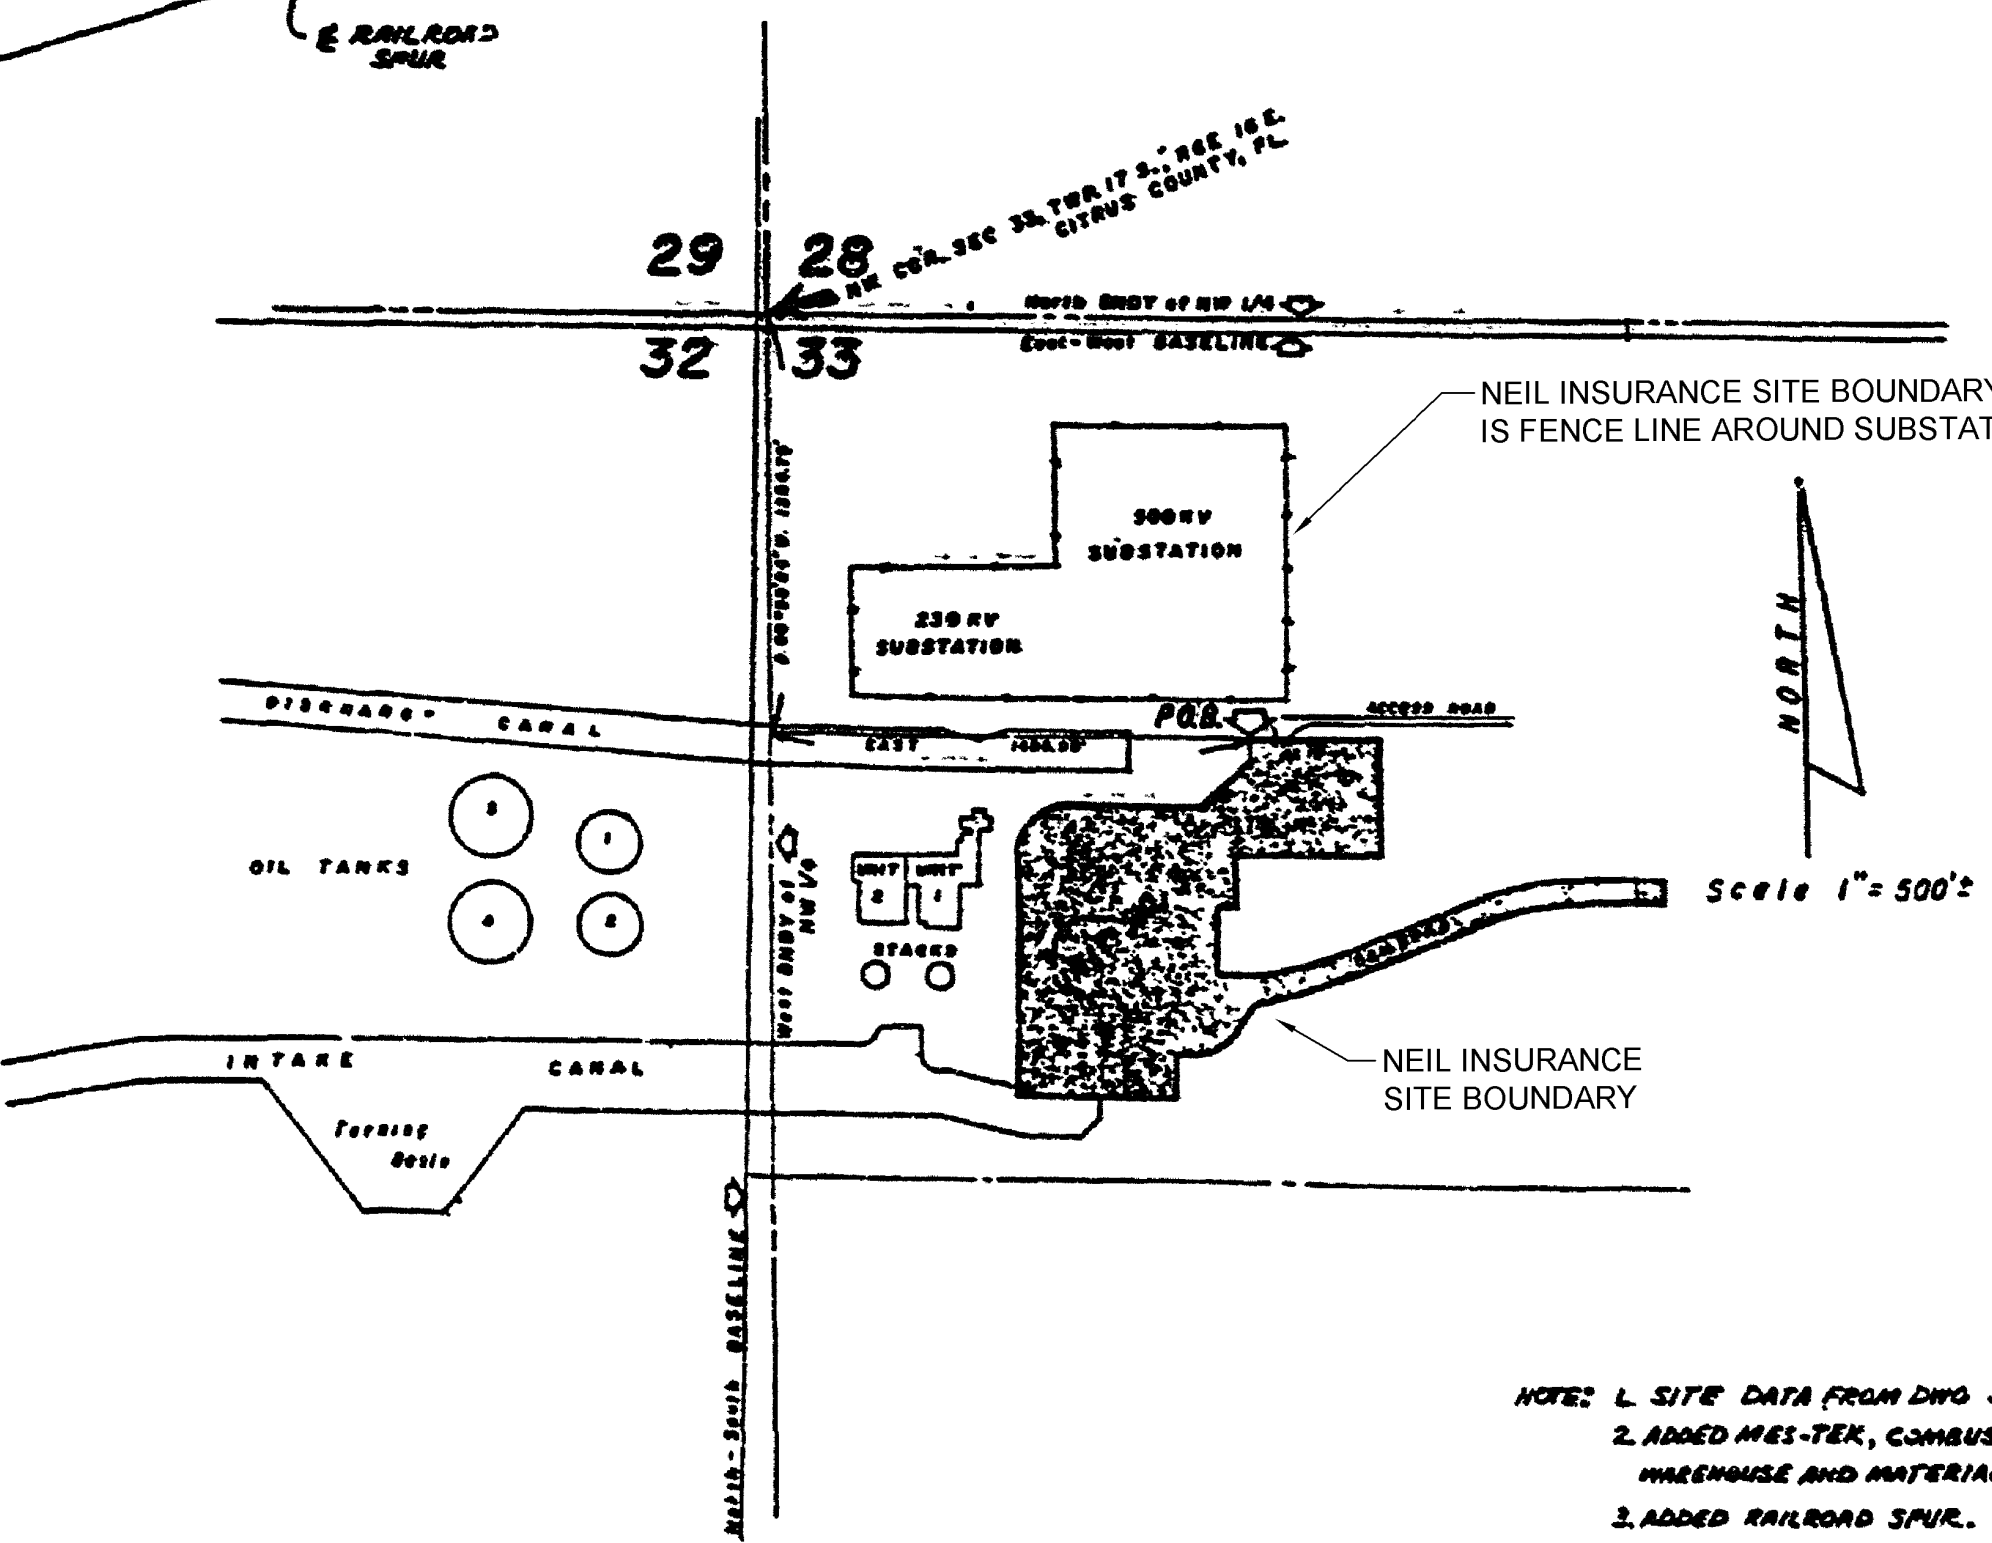 ℄ RAILROAD
SPUR
NW COR. SEC 33, TWP. 17 S., RGE 16 E.
CITRUS COUNTY, FL.
29 28
North BNDY of NW 1/4
32 33
East-West BASELINE
NEIL INSURANCE SITE BOUNDARY
IS FENCE LINE AROUND SUBSTAT
500 KV
SUBSTATION
230 KV
SUBSTATION
NORTH
DISCHARGE CANAL
P.O.B.
ACCESS ROAD
EAST
OIL TANKS
3
1
4
2
UNIT
2
UNIT
1
STACKS
West BNDY of
NW 1/4
Scale 1"= 500'±
INTAKE CANAL
NEIL INSURANCE
SITE BOUNDARY
Turning
Basin
North-South BASELINE
NOTE: 1. SITE DATA FROM DWG
2. ADDED MES-TEK, COMBUS
WAREHOUSE AND MATERIA
3. ADDED RAILROAD SPUR.